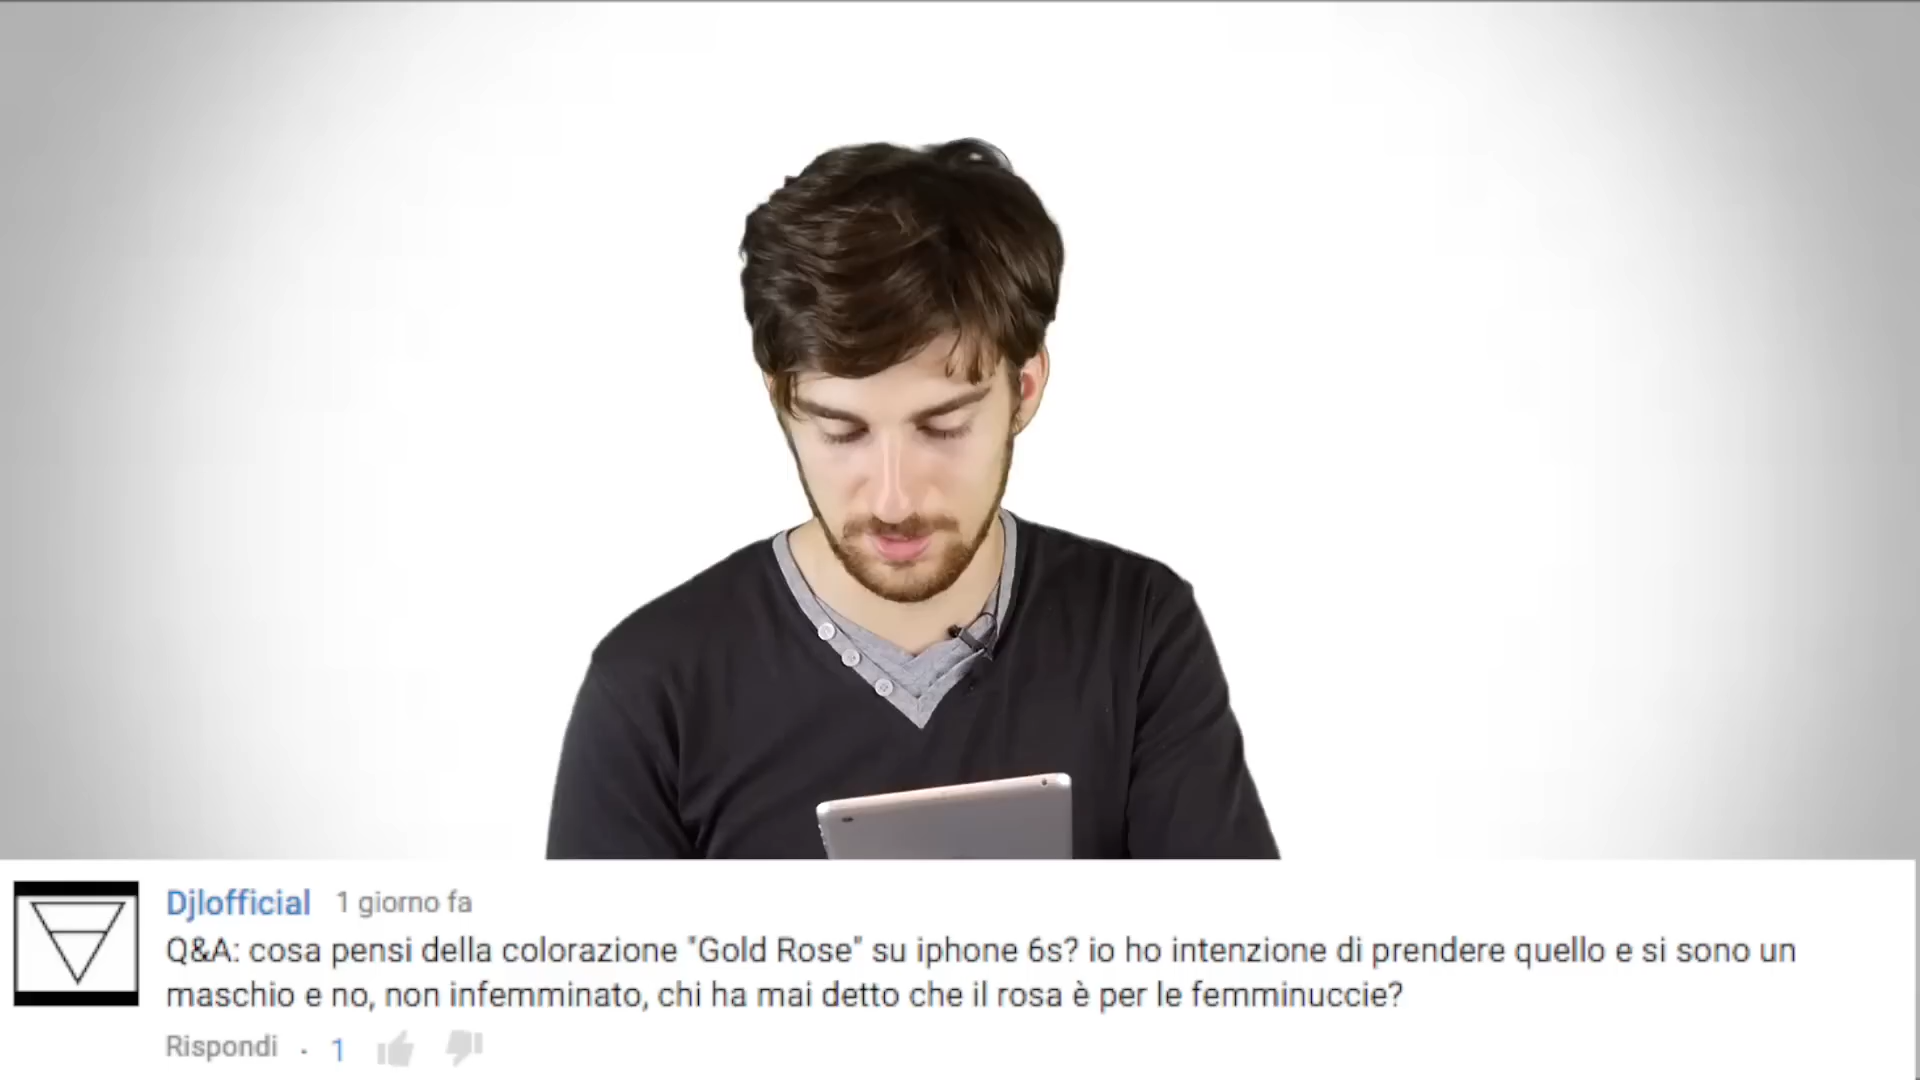 Djlofficial 1 giorno fa
Q&A: cosa pensi della colorazione "Gold Rose" su iphone 6s? io ho intenzione di prendere quello e si sono un
maschio e no, non infemminato, chi ha mai detto che il rosa è per le femminuccie?
Rispondi · 1